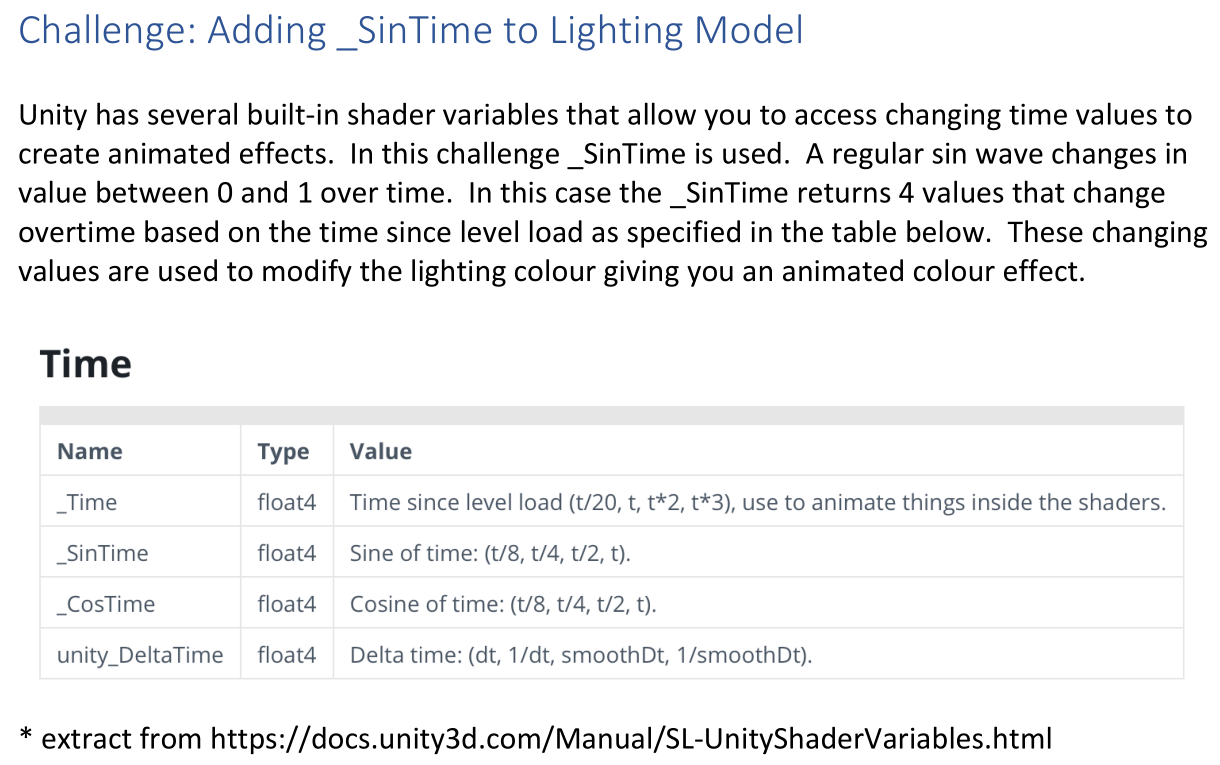 Challenge: Adding _SinTime to Lighting Model
Unity has several built-in shader variables that allow you to access changing time values to
create animated effects.  In this challenge _SinTime is used.  A regular sin wave changes in
value between 0 and 1 over time.  In this case the _SinTime returns 4 values that change
overtime based on the time since level load as specified in the table below.  These changing
values are used to modify the lighting colour giving you an animated colour effect.
Time
Name Type Value
_Time float4 Time since level load (t/20, t, t*2, t*3), use to animate things inside the shaders.
_SinTime float4 Sine of time: (t/8, t/4, t/2, t).
_CosTime float4 Cosine of time: (t/8, t/4, t/2, t).
unity_DeltaTime float4 Delta time: (dt, 1/dt, smoothDt, 1/smoothDt).
* extract from https://docs.unity3d.com/Manual/SL-UnityShaderVariables.html